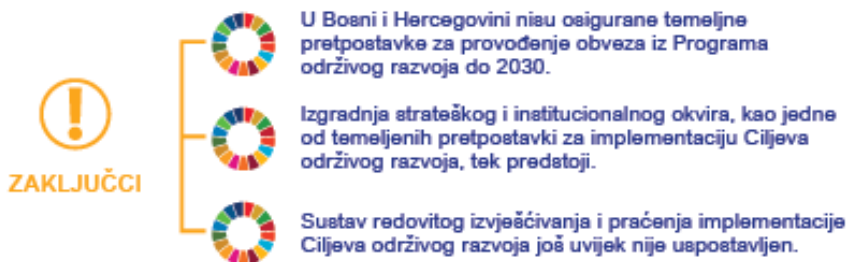 ZAKLJUČCI
U Bosni i Hercegovini nisu osigurane temeljne
pretpostavke za provođenje obveza iz Programa
održivog razvoja do 2030.
Izgradnja strateškog i institucionalnog okvira, kao jedne
od temeljenih pretpostavki za implementaciju Ciljeva
održivog razvoja, tek predstoji.
Sustav redovitog izvješćivanja i praćenja implementacije
Ciljeva održivog razvoja još uvijek nije uspostavljen.